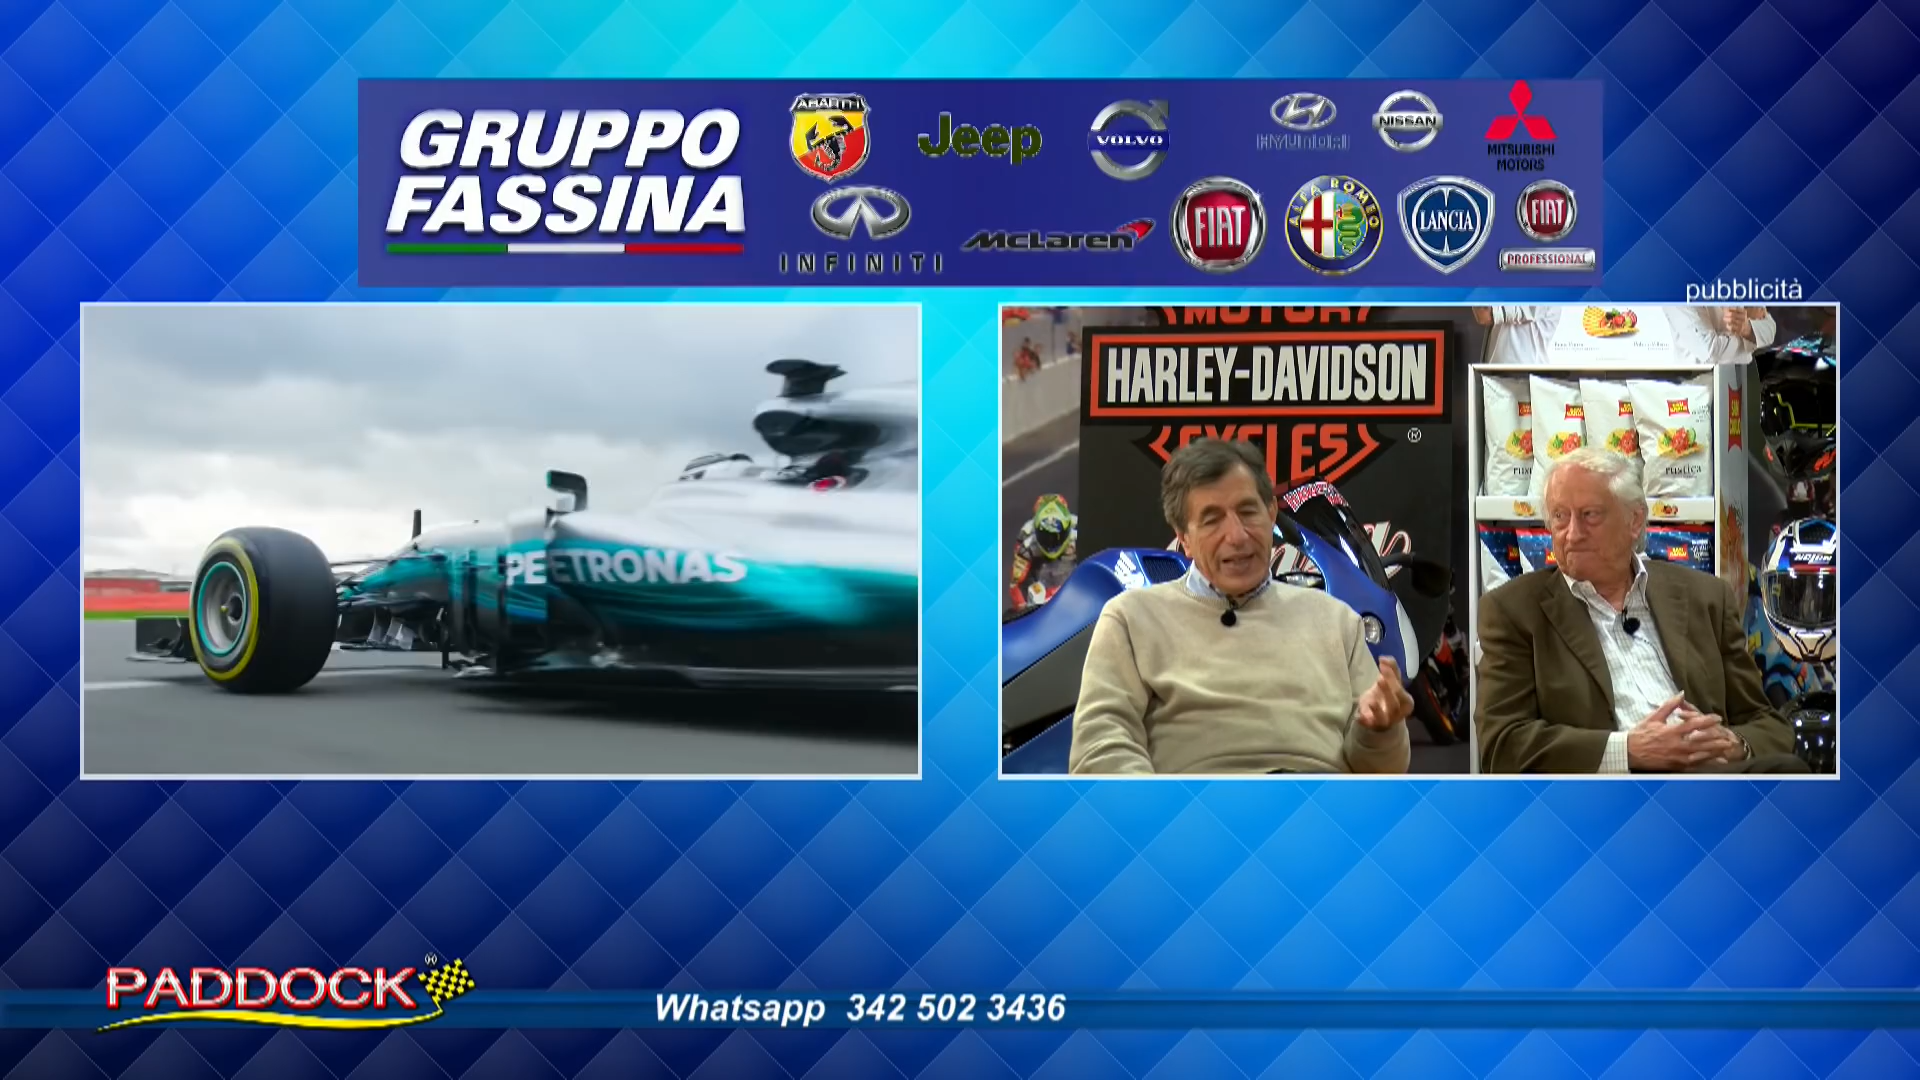 GRUPPO
FASSINA
ABARTH
Jeep
VOLVO
HYUNDAI
NISSAN
MITSUBISHI
MOTORS
INFINITI
McLaren
FIAT
ALFA ROMEO
LANCIA
FIAT
PROFESSIONAL
pubblicità
PETRONAS
MOTOR
HARLEY-DAVIDSON
CYCLES
®
rustica
NOLAN
PADDOCK
®
Whatsapp 342 502 3436